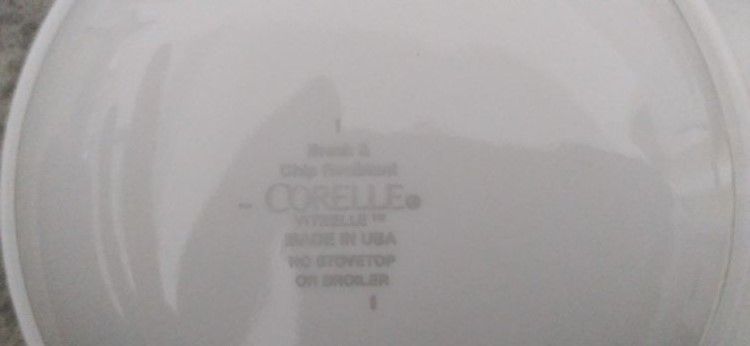 Break &
Chip Resistant
CORELLE®
VITRELLE™
MADE IN USA
NO STOVETOP
OR BROILER